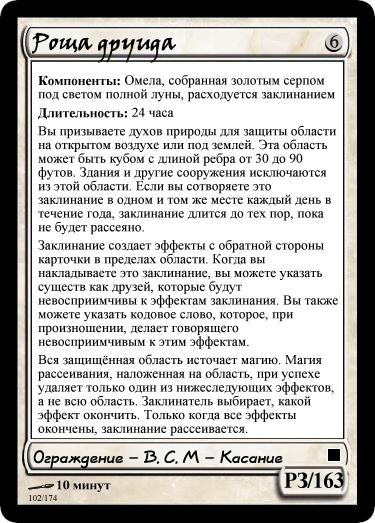 Роща друида
6
Компоненты: Омела, собранная золотым серпом
под светом полной луны, расходуется заклинанием
Длительность: 24 часа
Вы призываете духов природы для защиты области
на открытом воздухе или под землей. Эта область
может быть кубом с длиной ребра от 30 до 90
футов. Здания и другие сооружения исключаются
из этой области. Если вы сотворяете это
заклинание в одном и том же месте каждый день в
течение года, заклинание длится до тех пор, пока
не будет рассеяно.
Заклинание создает эффекты с обратной стороны
карточки в пределах области. Когда вы
накладываете это заклинание, вы можете указать
существ как друзей, которые будут
невосприимчивы к эффектам заклинания. Вы также
можете указать кодовое слово, которое, при
произношении, делает говорящего
невосприимчивым к этим эффектам.
Вся защищённая область источает магию. Магия
рассеивания, наложенная на область, при успехе
удаляет только один из нижеследующих эффектов,
а не всю область. Заклинатель выбирает, какой
эффект окончить. Только когда все эффекты
окончены, заклинание рассеивается.
Ограждение – В, С, М – Касание
10 минут
РЗ/163
102/174